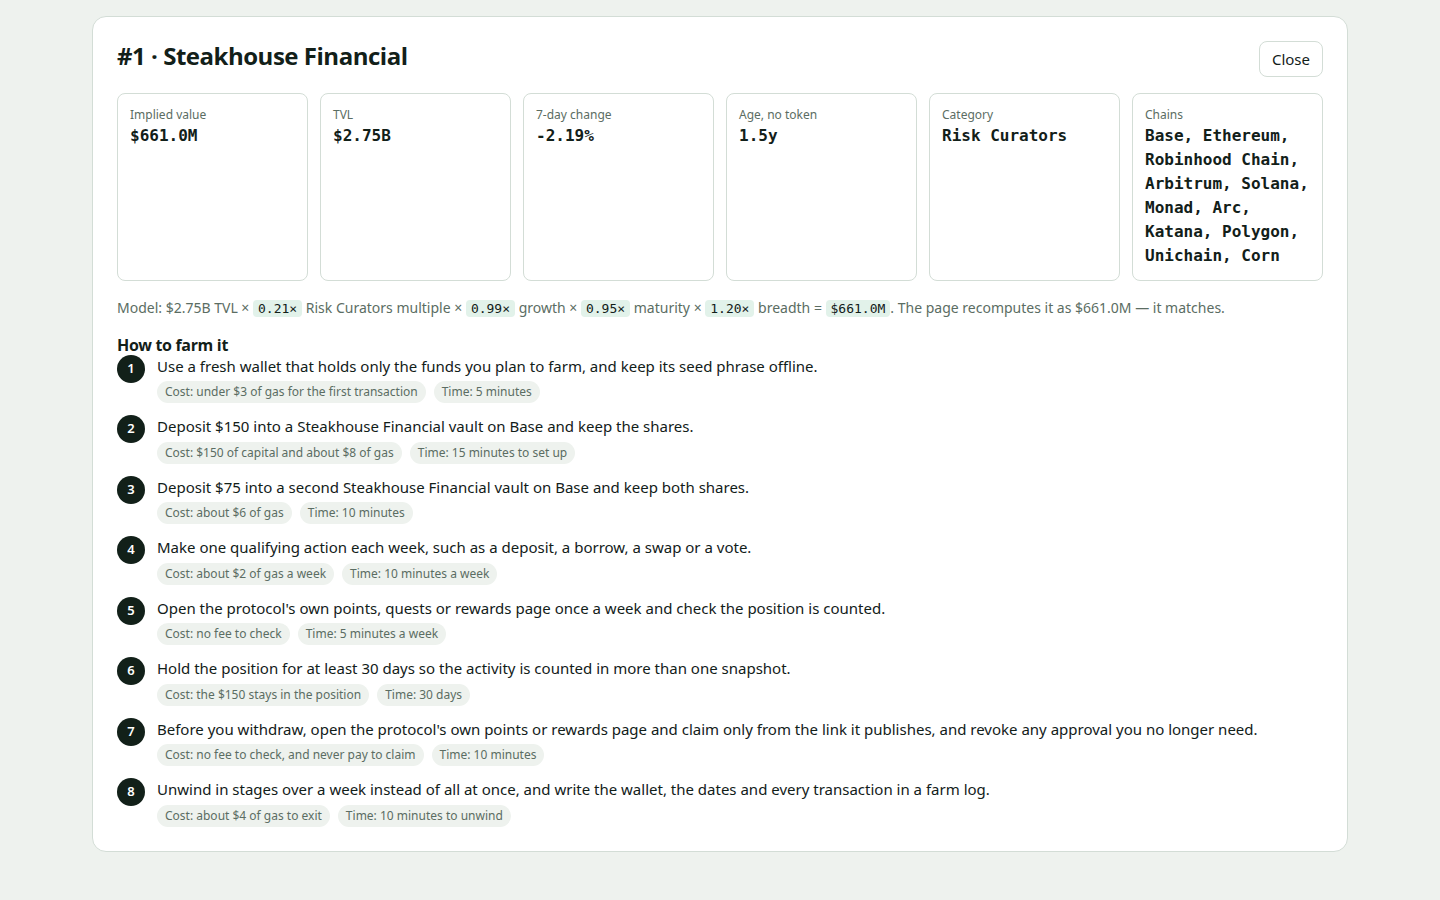 #1 · Steakhouse Financial
Close
Implied value
$661.0M
TVL
$2.75B
7-day change
-2.19%
Age, no token
1.5y
Category
Risk Curators
Chains
Base, Ethereum,
Robinhood Chain,
Arbitrum, Solana,
Monad, Arc,
Katana, Polygon,
Unichain, Corn
Model: $2.75B TVL × 0.21× Risk Curators multiple × 0.99× growth × 0.95× maturity × 1.20× breadth = $661.0M. The page recomputes it as $661.0M — it matches.
How to farm it
1 Use a fresh wallet that holds only the funds you plan to farm, and keep its seed phrase offline.
Cost: under $3 of gas for the first transaction Time: 5 minutes
2 Deposit $150 into a Steakhouse Financial vault on Base and keep the shares.
Cost: $150 of capital and about $8 of gas Time: 15 minutes to set up
3 Deposit $75 into a second Steakhouse Financial vault on Base and keep both shares.
Cost: about $6 of gas Time: 10 minutes
4 Make one qualifying action each week, such as a deposit, a borrow, a swap or a vote.
Cost: about $2 of gas a week Time: 10 minutes a week
5 Open the protocol's own points, quests or rewards page once a week and check the position is counted.
Cost: no fee to check Time: 5 minutes a week
6 Hold the position for at least 30 days so the activity is counted in more than one snapshot.
Cost: the $150 stays in the position Time: 30 days
7 Before you withdraw, open the protocol's own points or rewards page and claim only from the link it publishes, and revoke any approval you no longer need.
Cost: no fee to check, and never pay to claim Time: 10 minutes
8 Unwind in stages over a week instead of all at once, and write the wallet, the dates and every transaction in a farm log.
Cost: about $4 of gas to exit Time: 10 minutes to unwind